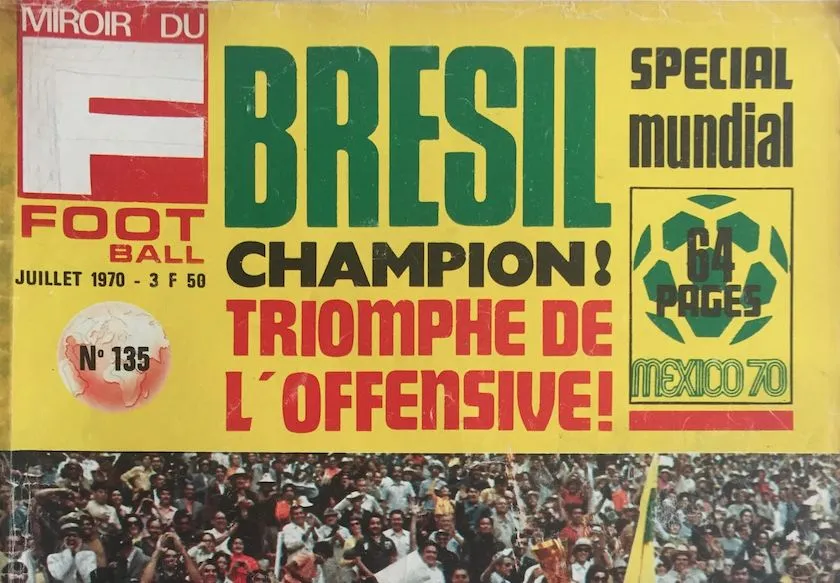 MIROIR DU
F
FOOT
BALL
JUILLET 1970 - 3 F 50
N° 135
BRESIL
CHAMPION!
TRIOMPHE DE
L'OFFENSIVE!
SPECIAL
mundial
64
PAGES
MEXICO 70